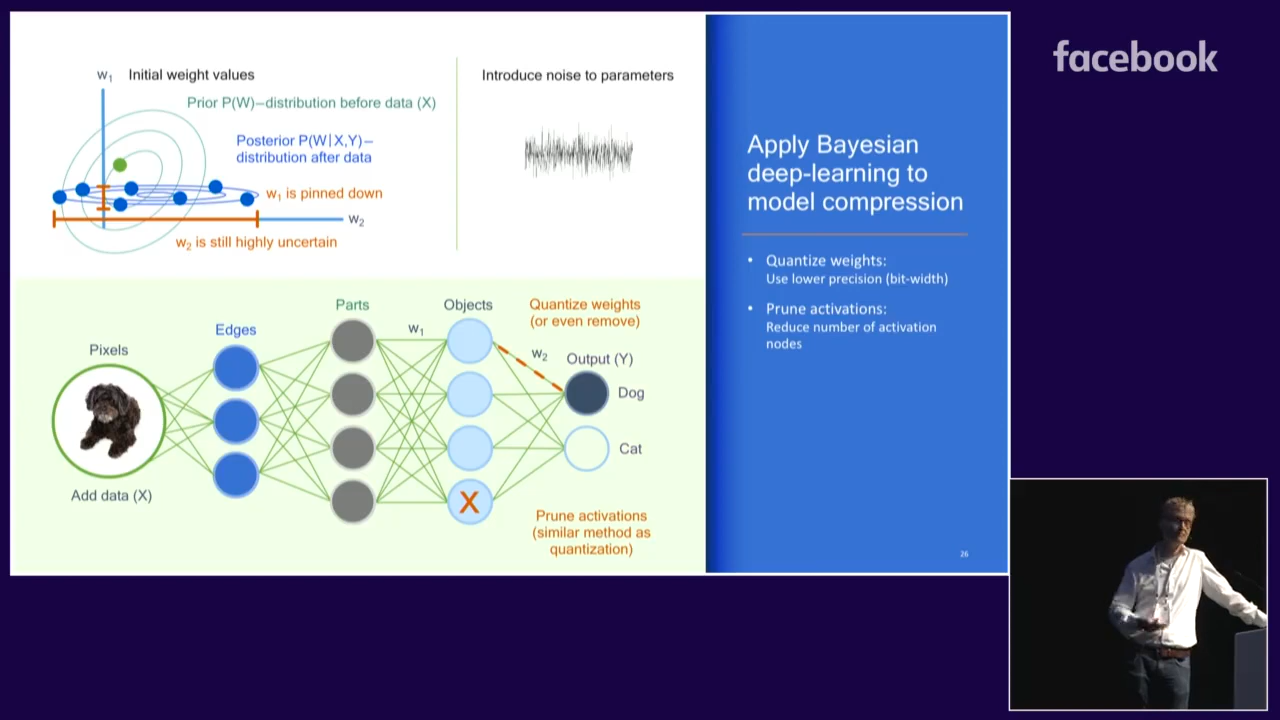 facebook
w₁ Initial weight values
Prior P(W)—distribution before data (X)
Posterior P(W|X,Y)—
distribution after data
w₁ is pinned down
w₂
w₂ is still highly uncertain
Introduce noise to parameters
Pixels
Add data (X)
Edges
Parts
w₁
Objects
Quantize weights
(or even remove)
w₂
Output (Y)
Dog
Cat
X
Prune activations
(similar method as
quantization)
Apply Bayesian
deep-learning to
model compression
• Quantize weights:
Use lower precision (bit-width)
• Prune activations:
Reduce number of activation
nodes
26